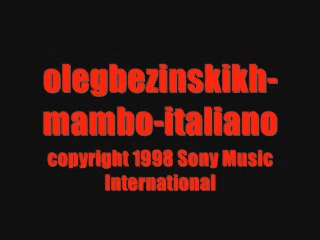 olegbezinskikh-
mambo-italiano
copyright 1998 Sony Music
International